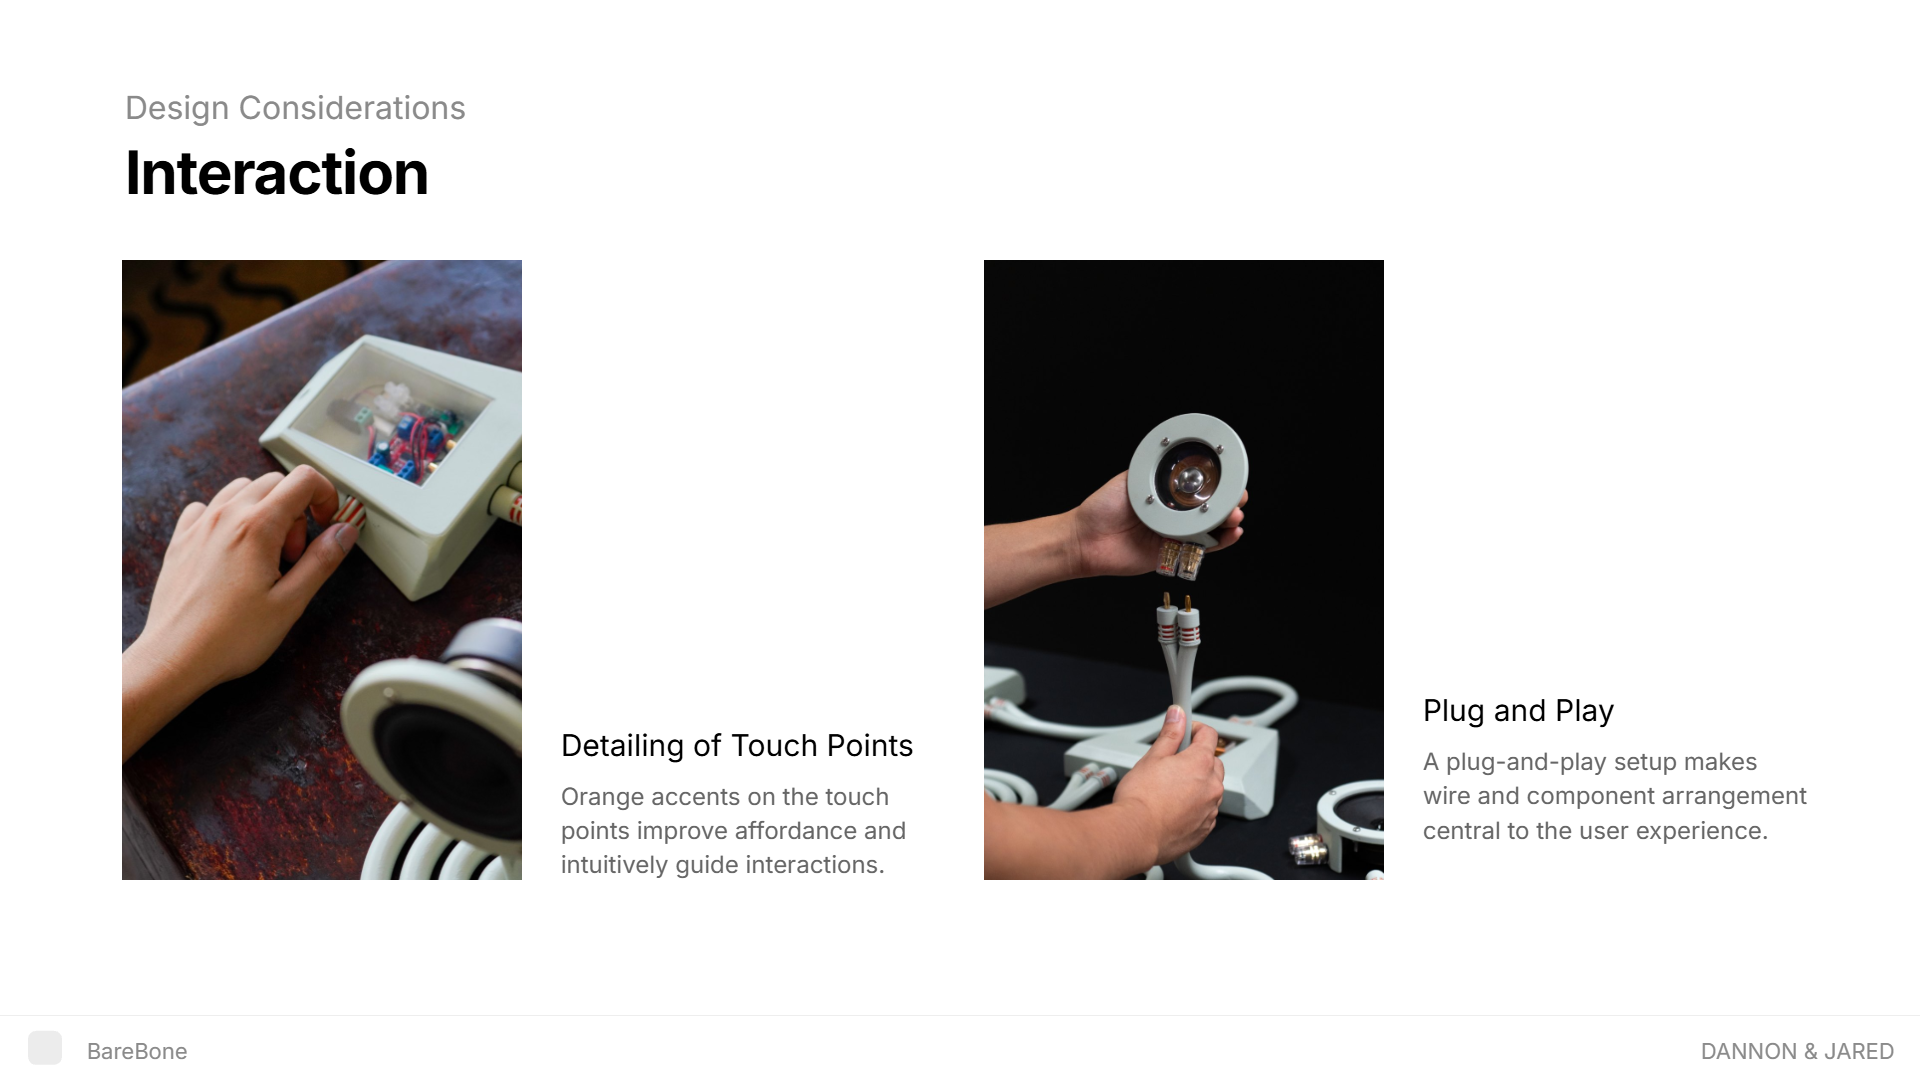 Design Considerations
Interaction
Detailing of Touch Points
Orange accents on the touch
points improve affordance and
intuitively guide interactions.
Plug and Play
A plug-and-play setup makes
wire and component arrangement
central to the user experience.
BareBone
DANNON & JARED